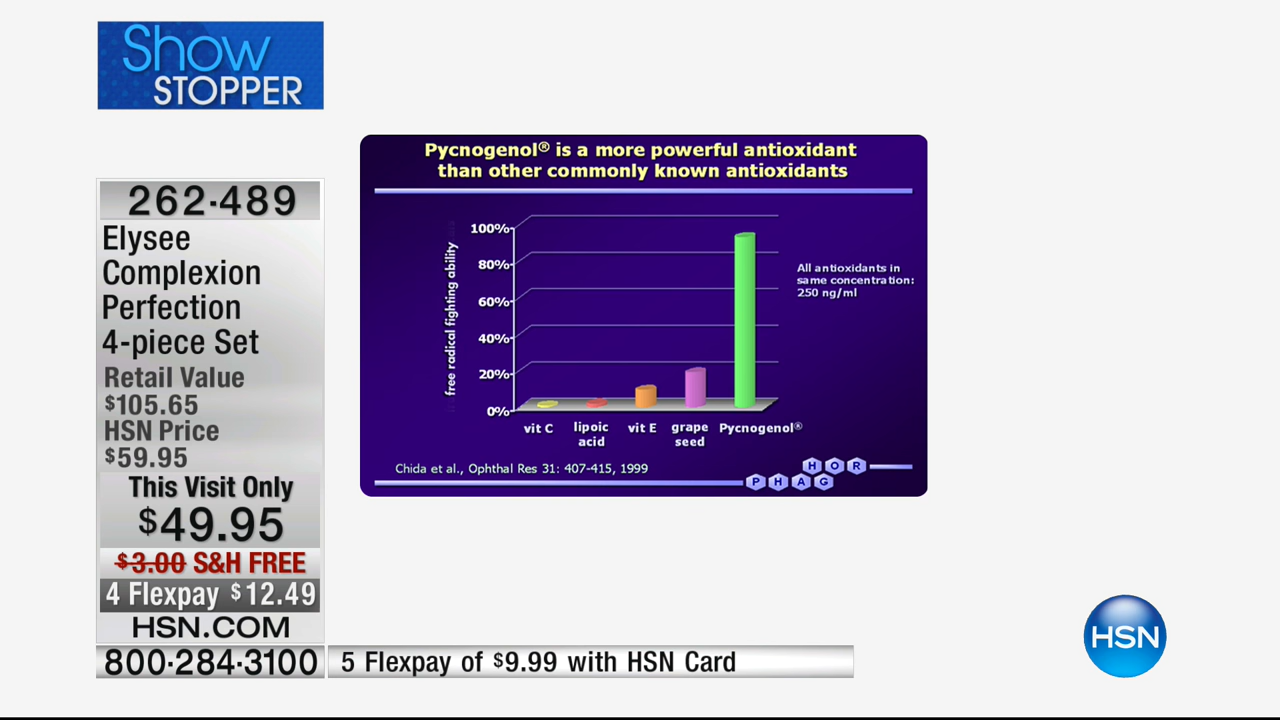 Show
STOPPER
262·489
Elysee
Complexion
Perfection
4-piece Set
Retail Value
$105.65
HSN Price
$59.95
This Visit Only
$49.95
$3.00 S&H FREE
4 Flexpay $12.49
HSN.COM
800·284·3100
5 Flexpay of $9.99 with HSN Card
Pycnogenol® is a more powerful antioxidant
than other commonly known antioxidants
free radical fighting ability
100%
80%
60%
40%
20%
0%
vit C
lipoic
acid
vit E
grape
seed
Pycnogenol®
All antioxidants in
same concentration:
250 ng/ml
Chida et al., Ophthal Res 31: 407-415, 1999
HOR
PHAG
HSN